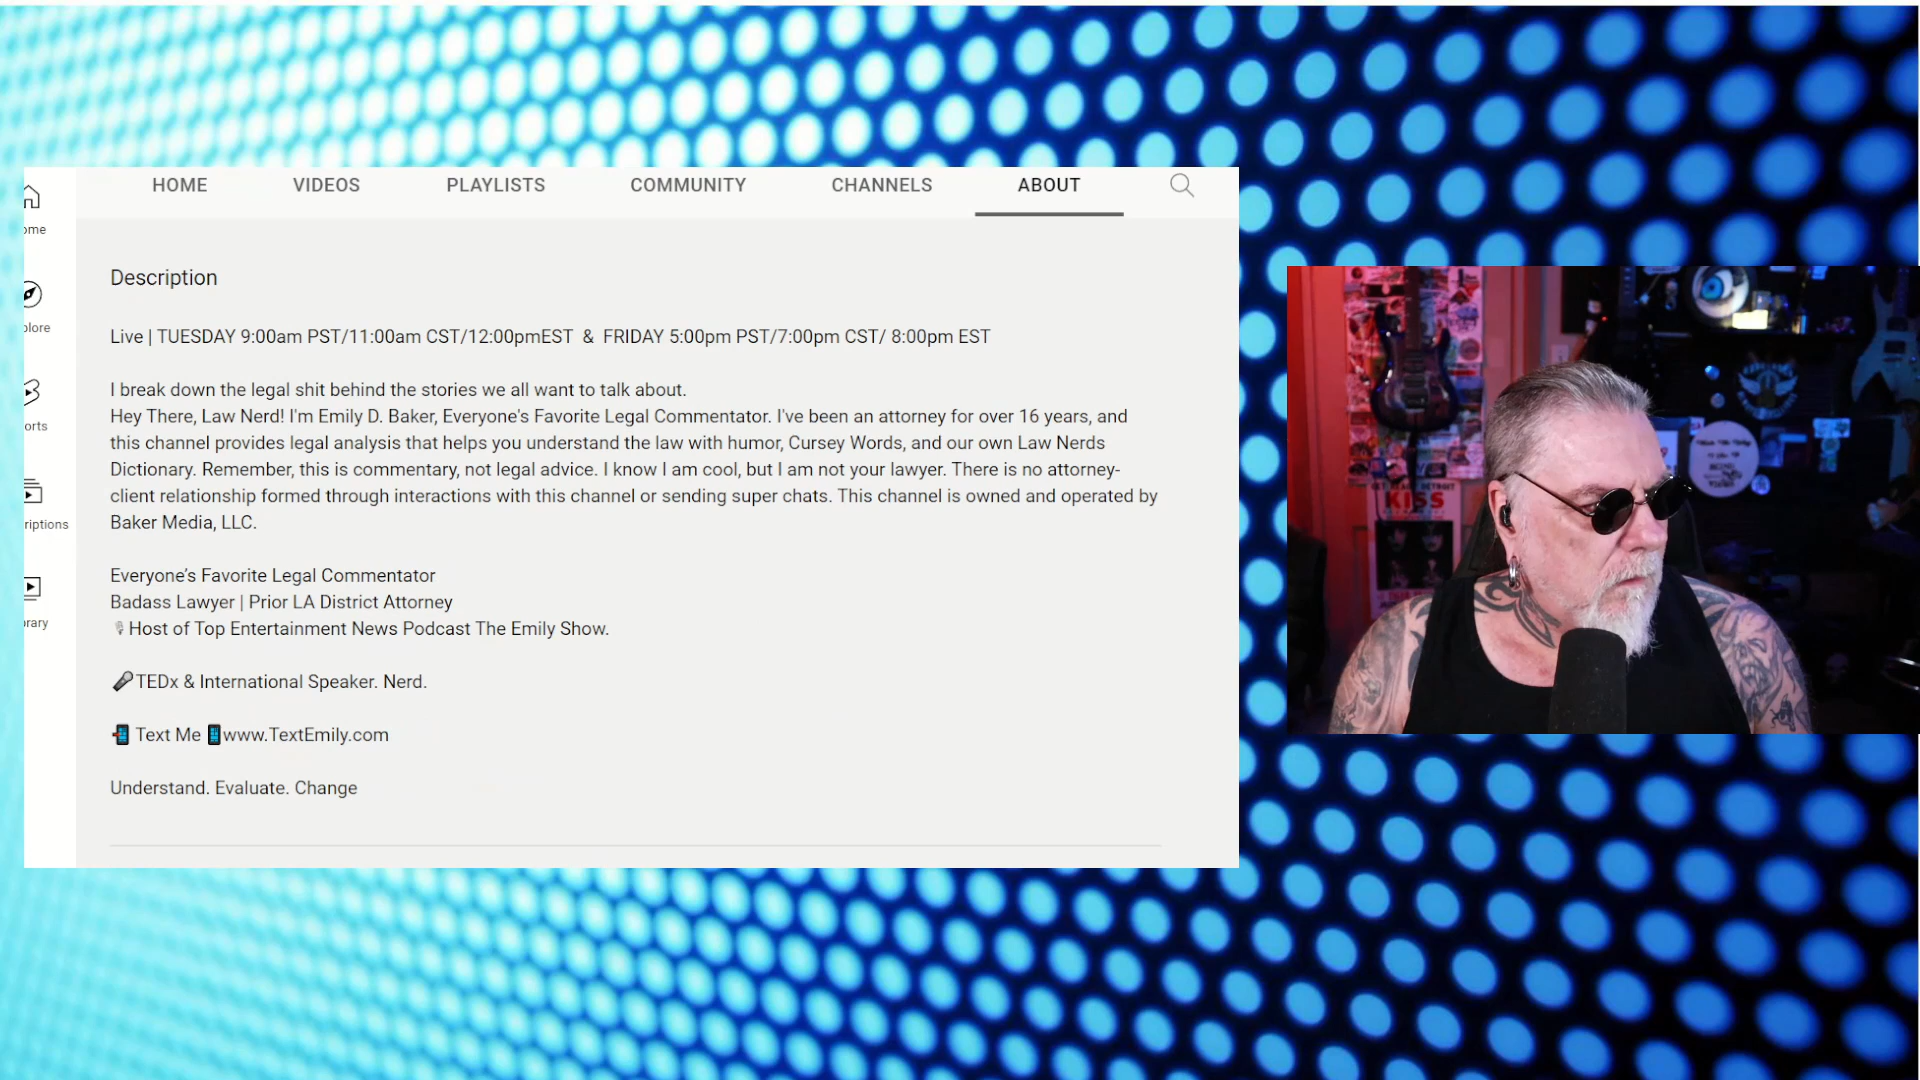 HOME VIDEOS PLAYLISTS COMMUNITY CHANNELS ABOUT
ome
Description
plore
Live | TUESDAY 9:00am PST/11:00am CST/12:00pmEST & FRIDAY 5:00pm PST/7:00pm CST/ 8:00pm EST
I break down the legal shit behind the stories we all want to talk about.
orts
Hey There, Law Nerd! I'm Emily D. Baker, Everyone's Favorite Legal Commentator. I've been an attorney for over 16 years, and
this channel provides legal analysis that helps you understand the law with humor, Cursey Words, and our own Law Nerds
Dictionary. Remember, this is commentary, not legal advice. I know I am cool, but I am not your lawyer. There is no attorney-
client relationship formed through interactions with this channel or sending super chats. This channel is owned and operated by
Baker Media, LLC.
riptions
Everyone’s Favorite Legal Commentator
Badass Lawyer | Prior LA District Attorney
🎙Host of Top Entertainment News Podcast The Emily Show.
rary
🎤TEDx & International Speaker. Nerd.
📲 Text Me 📱www.TextEmily.com
Understand. Evaluate. Change
KISS